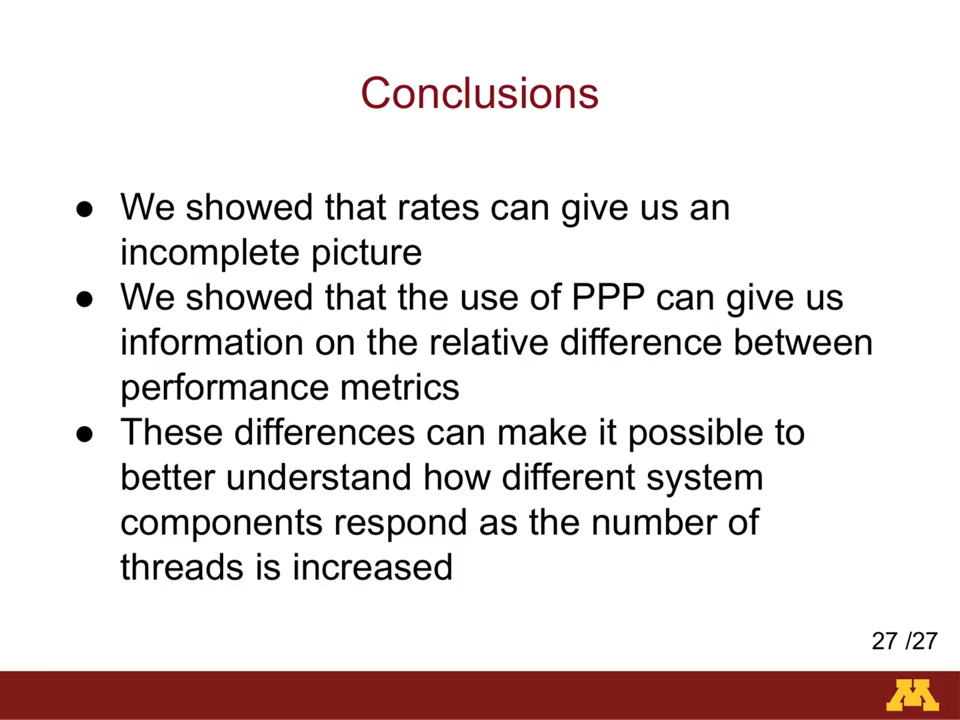 Conclusions
● We showed that rates can give us an
incomplete picture
● We showed that the use of PPP can give us
information on the relative difference between
performance metrics
● These differences can make it possible to
better understand how different system
components respond as the number of
threads is increased
27 /27
M